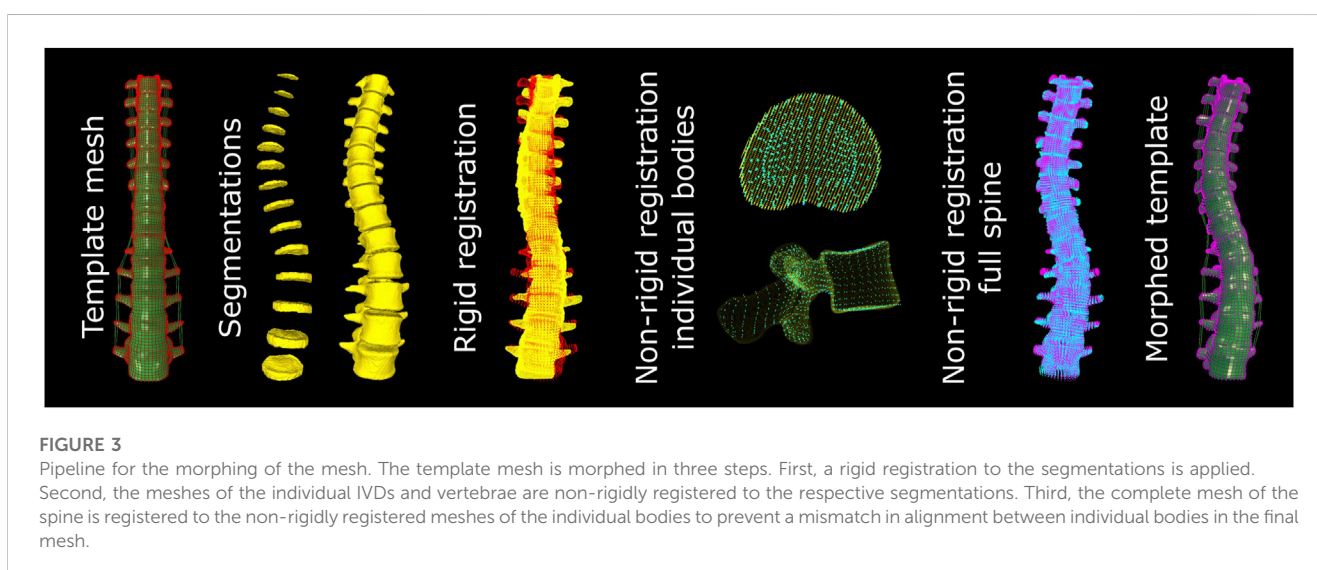 Template mesh
Segmentations
Rigid registration
Non-rigid registration
individual bodies
Non-rigid registration
full spine
Morphed template
FIGURE 3
Pipeline for the morphing of the mesh. The template mesh is morphed in three steps. First, a rigid registration to the segmentations is applied.
Second, the meshes of the individual IVDs and vertebrae are non-rigidly registered to the respective segmentations. Third, the complete mesh of the
spine is registered to the non-rigidly registered meshes of the individual bodies to prevent a mismatch in alignment between individual bodies in the final
mesh.